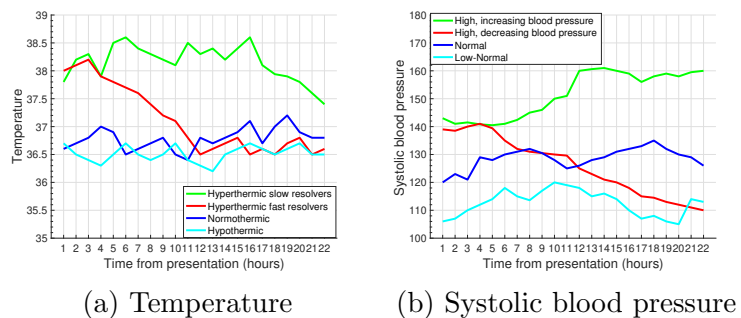 39
38.5
38
37.5
37
36.5
36
35.5
35
Temperature
Hyperthermic slow resolvers
Hyperthermic fast resolvers
Normothermic
Hypothermic
1 2 3 4 5 6 7 8 9 10 11 12 13 14 15 16 17 18 19 20 21 22
Time from presentation (hours)
(a) Temperature
180
160
140
120
100
Systolic blood pressure
High, increasing blood pressure
High, decreasing blood pressure
Normal
Low-Normal
1 2 3 4 5 6 7 8 9 10 11 12 13 14 15 16 17 18 19 20 21 22
Time from presentation (hours)
(b) Systolic blood pressure